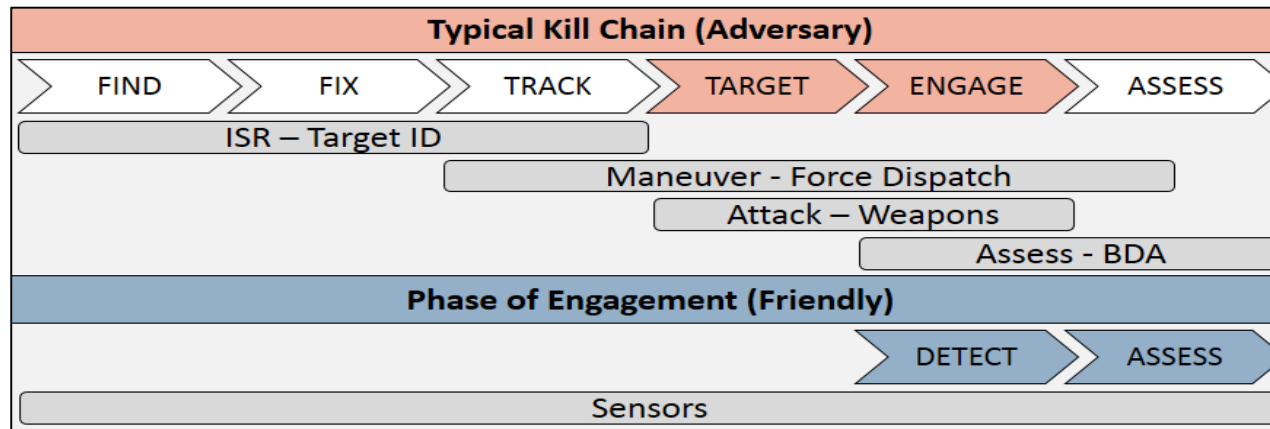 Typical Kill Chain (Adversary)
FIND FIX TRACK TARGET ENGAGE ASSESS
ISR – Target ID
Maneuver - Force Dispatch
Attack – Weapons
Assess - BDA
Phase of Engagement (Friendly)
DETECT ASSESS
Sensors